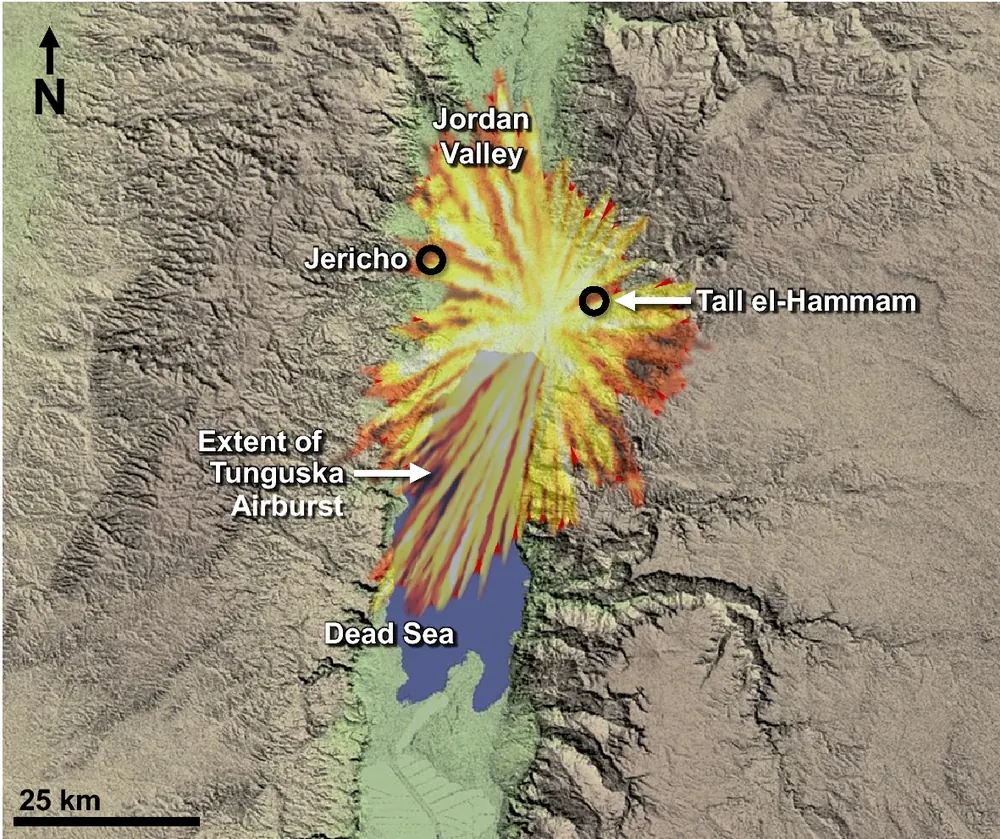 N
Jordan
Valley
Jericho
Tall el-Hammam
Extent of
Tunguska
Airburst
Dead Sea
25 km